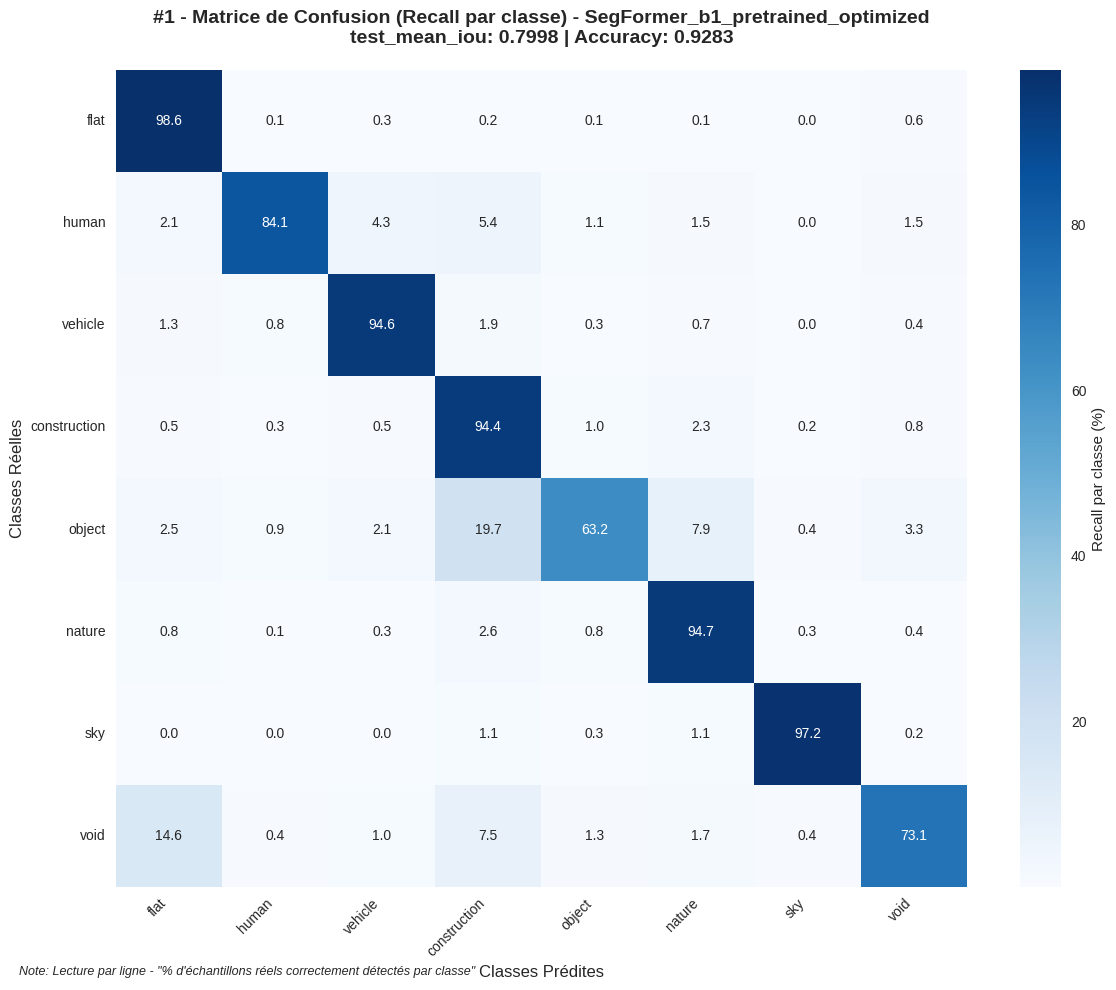 #1 - Matrice de Confusion (Recall par classe) - SegFormer_b1_pretrained_optimized
test_mean_iou: 0.7998 | Accuracy: 0.9283
flat 98.6 0.1 0.3 0.2 0.1 0.1 0.0 0.6
human 2.1 84.1 4.3 5.4 1.1 1.5 0.0 1.5
vehicle 1.3 0.8 94.6 1.9 0.3 0.7 0.0 0.4
construction 0.5 0.3 0.5 94.4 1.0 2.3 0.2 0.8
object 2.5 0.9 2.1 19.7 63.2 7.9 0.4 3.3
nature 0.8 0.1 0.3 2.6 0.8 94.7 0.3 0.4
sky 0.0 0.0 0.0 1.1 0.3 1.1 97.2 0.2
void 14.6 0.4 1.0 7.5 1.3 1.7 0.4 73.1
flat human vehicle construction object nature sky void
Classes Réelles
Classes Prédites
Note: Lecture par ligne - "% d'échantillons réels correctement détectés par classe"
80
60
40
20
Recall par classe (%)